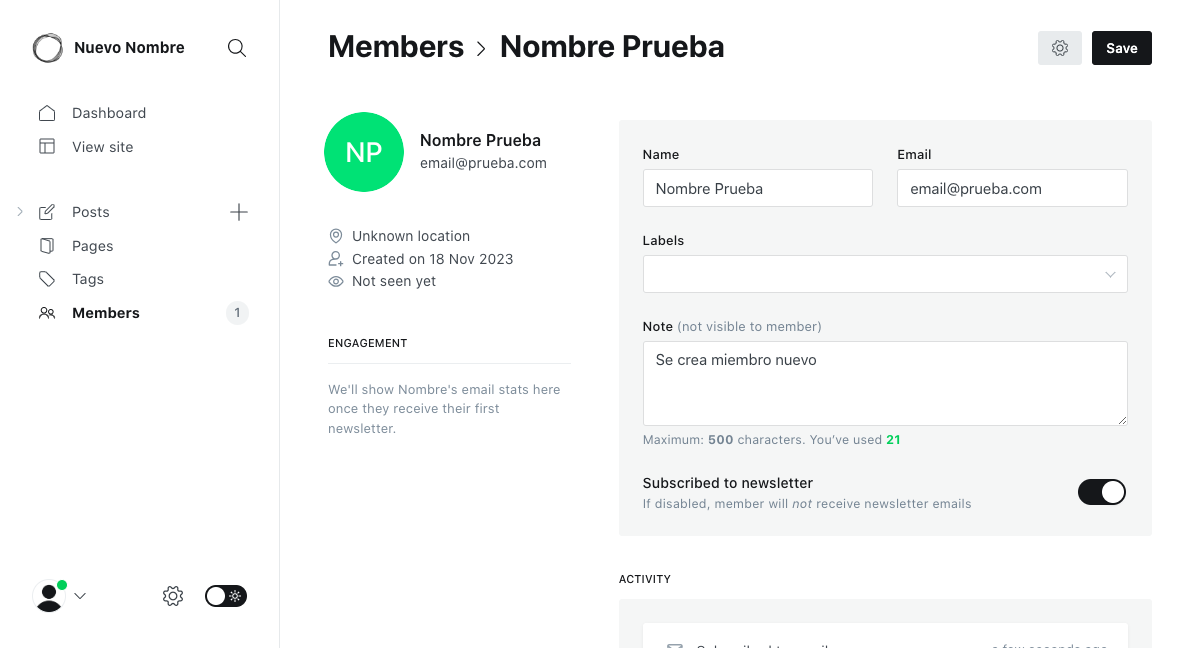 Nuevo Nombre
Dashboard
View site
Posts
Pages
Tags
Members
1
Members
Nombre Prueba
Save
NP
Nombre Prueba
email@prueba.com
Unknown location
Created on 18 Nov 2023
Not seen yet
ENGAGEMENT
We'll show Nombre's email stats here
once they receive their first
newsletter.
Name
Nombre Prueba
Email
email@prueba.com
Labels
Note (not visible to member)
Se crea miembro nuevo
Maximum: 500 characters. You’ve used 21
Subscribed to newsletter
If disabled, member will not receive newsletter emails
ACTIVITY